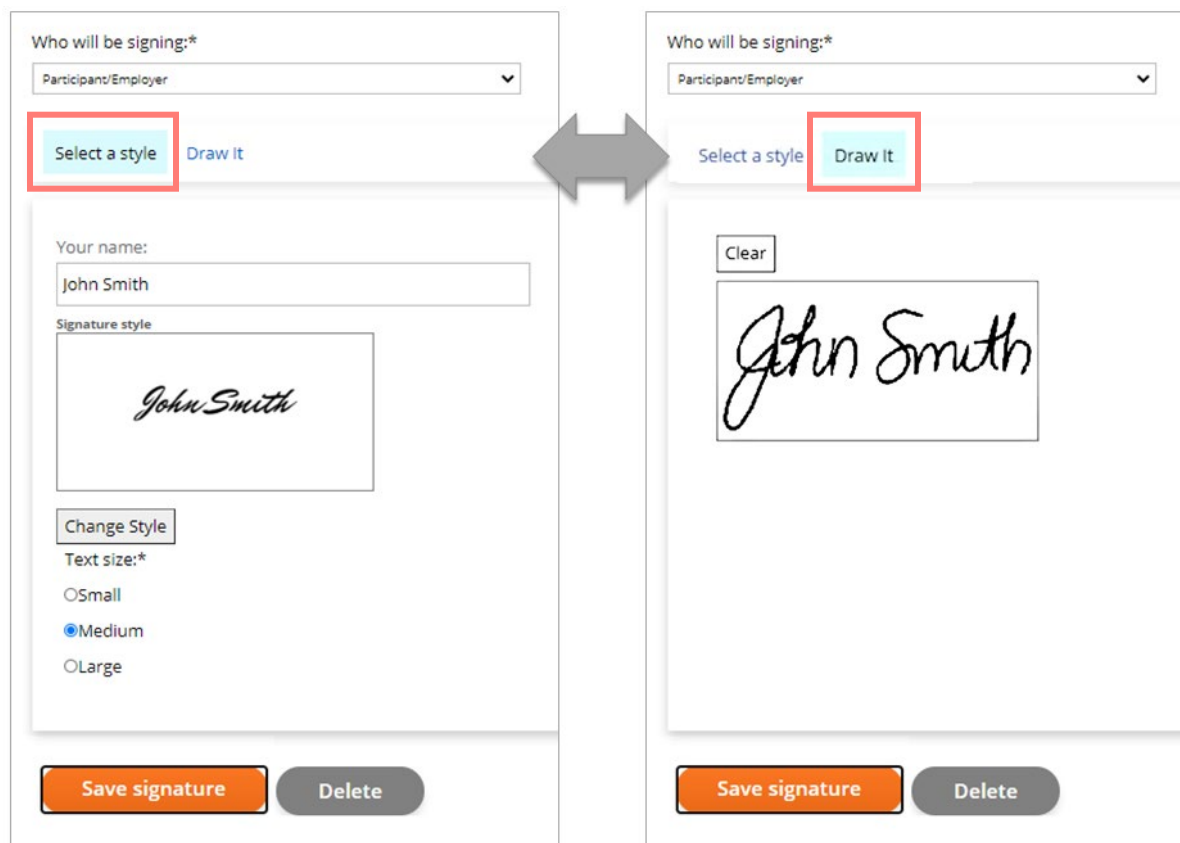 Who will be signing:*
Participant/Employer
Select a style Draw It
Your name:
John Smith
Signature style
John Smith
Change Style
Text size:*
Small
Medium
Large
Save signature Delete
Who will be signing:*
Participant/Employer
Select a style Draw It
Clear
John Smith
Save signature Delete